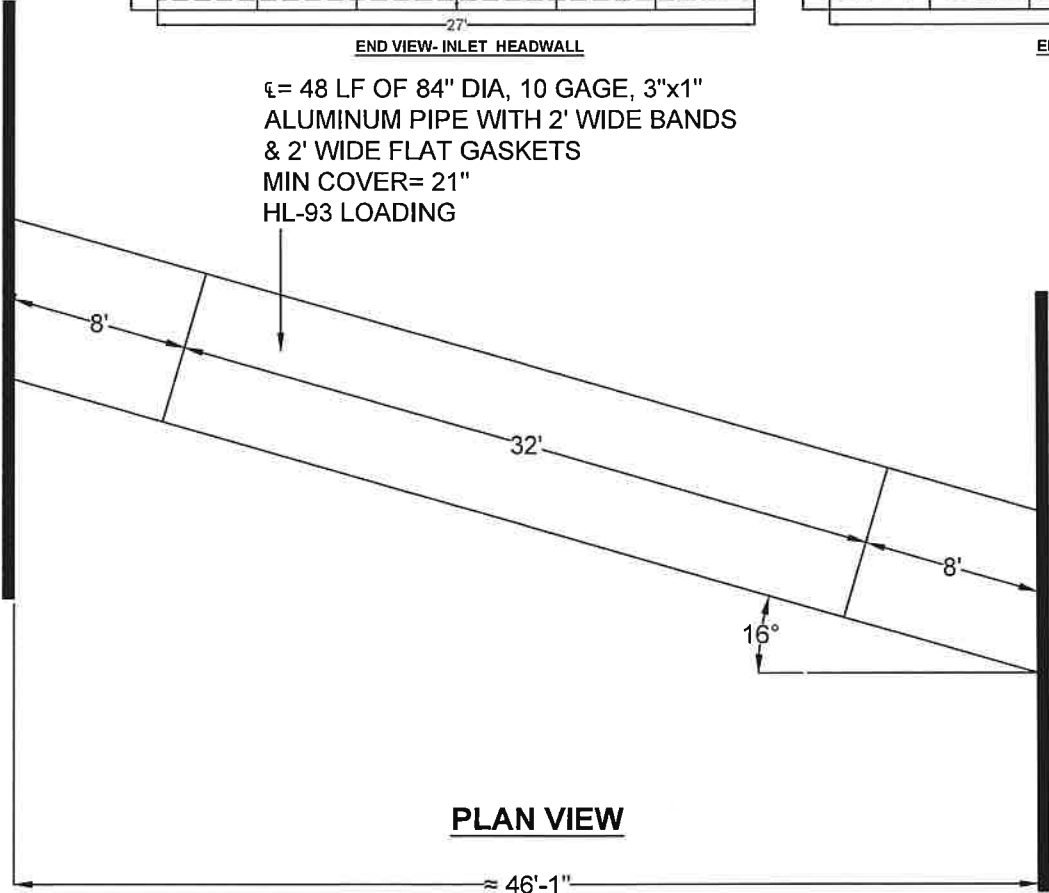 27'
END VIEW- INLET HEADWALL
℄= 48 LF OF 84" DIA, 10 GAGE, 3"x1"
ALUMINUM PIPE WITH 2' WIDE BANDS
& 2' WIDE FLAT GASKETS
MIN COVER= 21"
HL-93 LOADING
8'
32'
8'
16°
PLAN VIEW
≈ 46'-1"